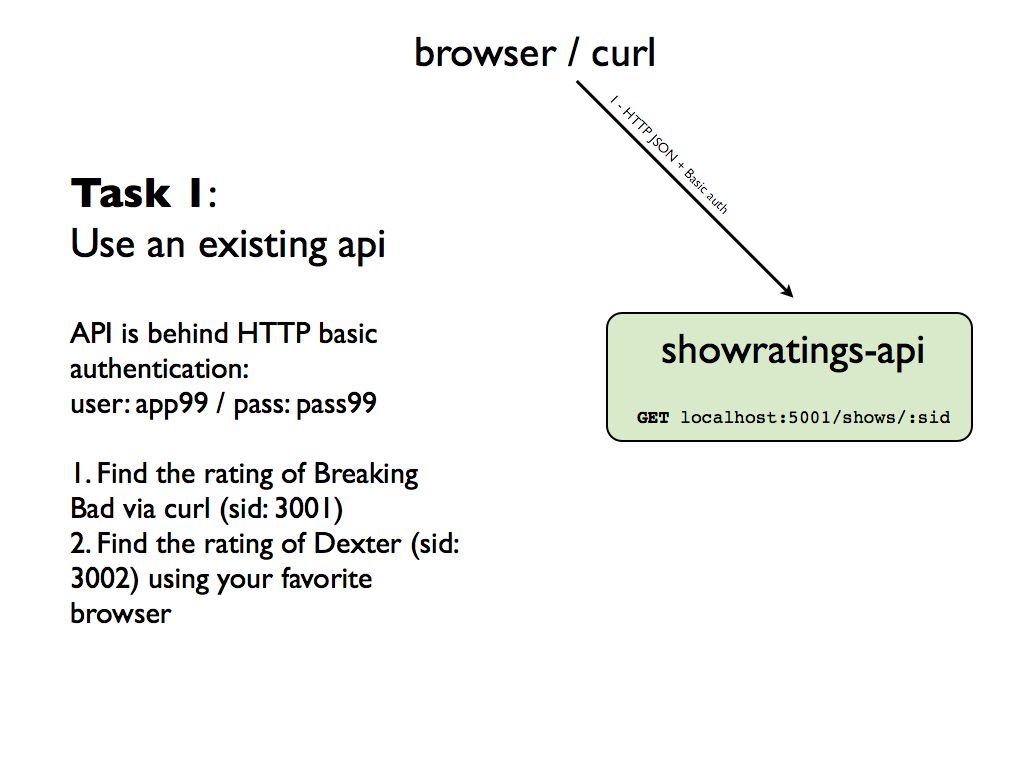 browser / curl
1 - HTTP JSON + Basic auth
Task 1:
Use an existing api
API is behind HTTP basic
authentication:
user: app99 / pass: pass99
1. Find the rating of Breaking
Bad via curl (sid: 3001)
2. Find the rating of Dexter (sid:
3002) using your favorite
browser
showratings-api
GET localhost:5001/shows/:sid